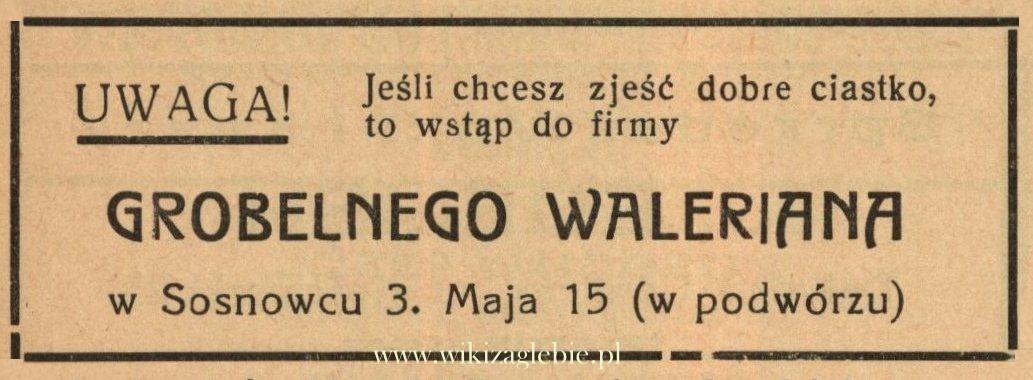 UWAGA!
Jeśli chcesz zjeść dobre ciastko,
to wstąp do firmy
GROBELNEGO WALERIANA
w Sosnowcu 3. Maja 15 (w podwórzu)
www.wikizaglebie.pl